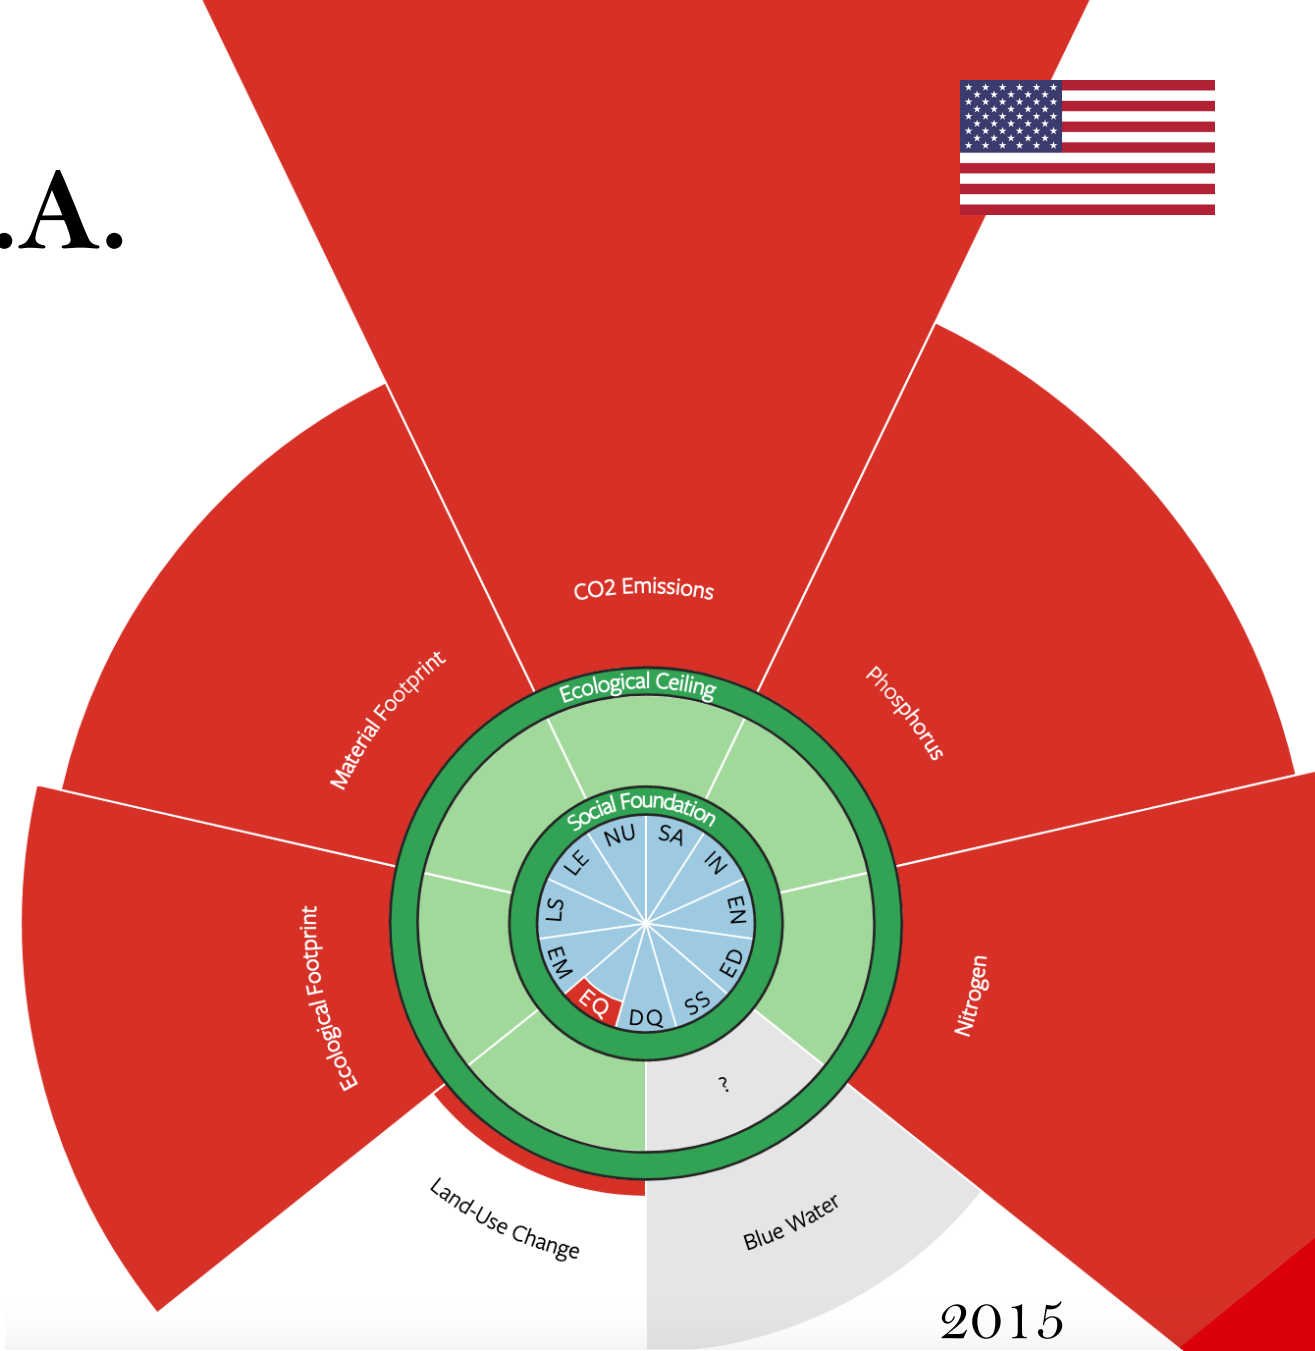 .A.
CO2 Emissions
Material Footprint
Phosphorus
Ecological Ceiling
Social Foundation
NU
SA
LE
IN
LS
EN
EM
ED
EQ
DQ
SS
Ecological Footprint
Nitrogen
?
Land-Use Change
Blue Water
2015